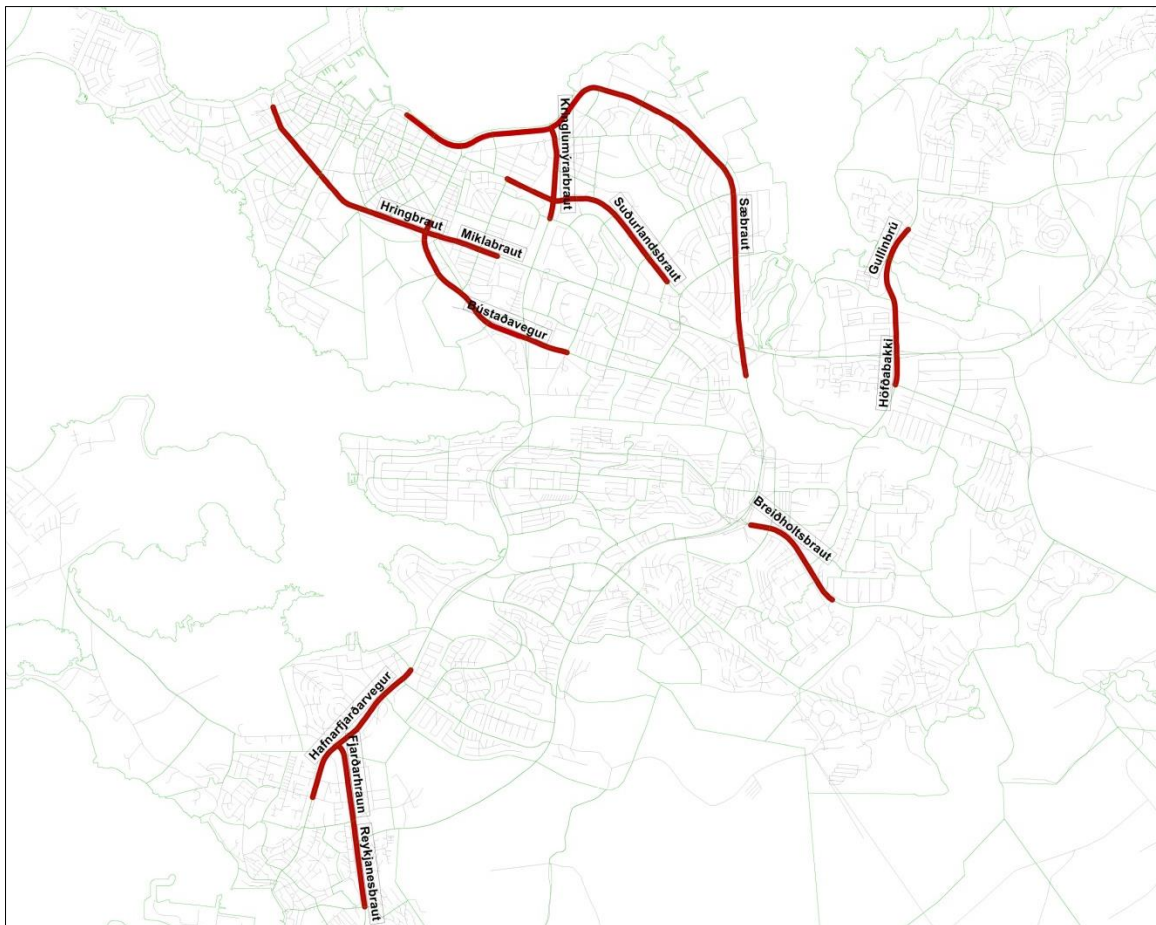 Kringlumýrarbraut
Hringbraut
Miklabraut
Suðurlandsbraut
Sæbraut
Gullinbrú
Bústaðavegur
Höfðabakki
Breiðholtsbraut
Hafnarfjarðarvegur
Fjarðarhraun
Reykjanesbraut